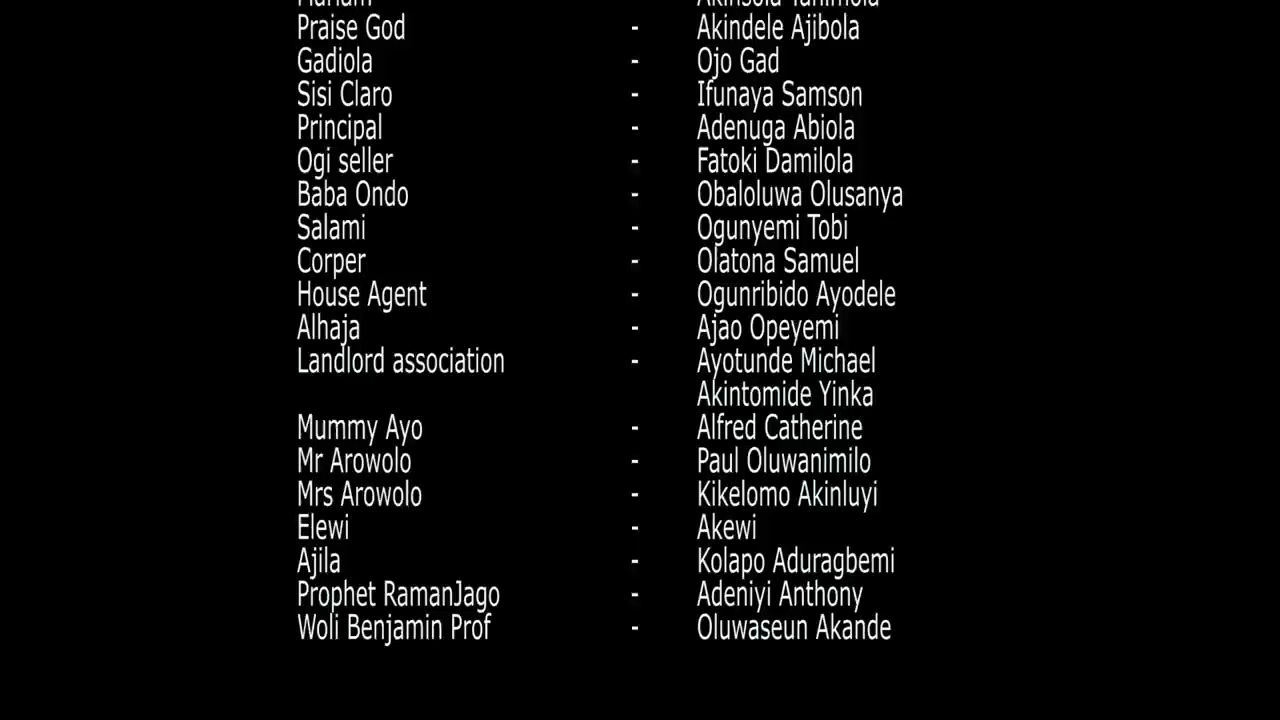 Praise God - Akindele Ajibola
Gadiola - Ojo Gad
Sisi Claro - Ifunaya Samson
Principal - Adenuga Abiola
Ogi seller - Fatoki Damilola
Baba Ondo - Obaloluwa Olusanya
Salami - Ogunyemi Tobi
Corper - Olatona Samuel
House Agent - Ogunribido Ayodele
Alhaja - Ajao Opeyemi
Landlord association - Ayotunde Michael
Akintomide Yinka
Mummy Ayo - Alfred Catherine
Mr Arowolo - Paul Oluwanimilo
Mrs Arowolo - Kikelomo Akinluyi
Elewi - Akewi
Ajila - Kolapo Aduragbemi
Prophet RamanJago - Adeniyi Anthony
Woli Benjamin Prof - Oluwaseun Akande